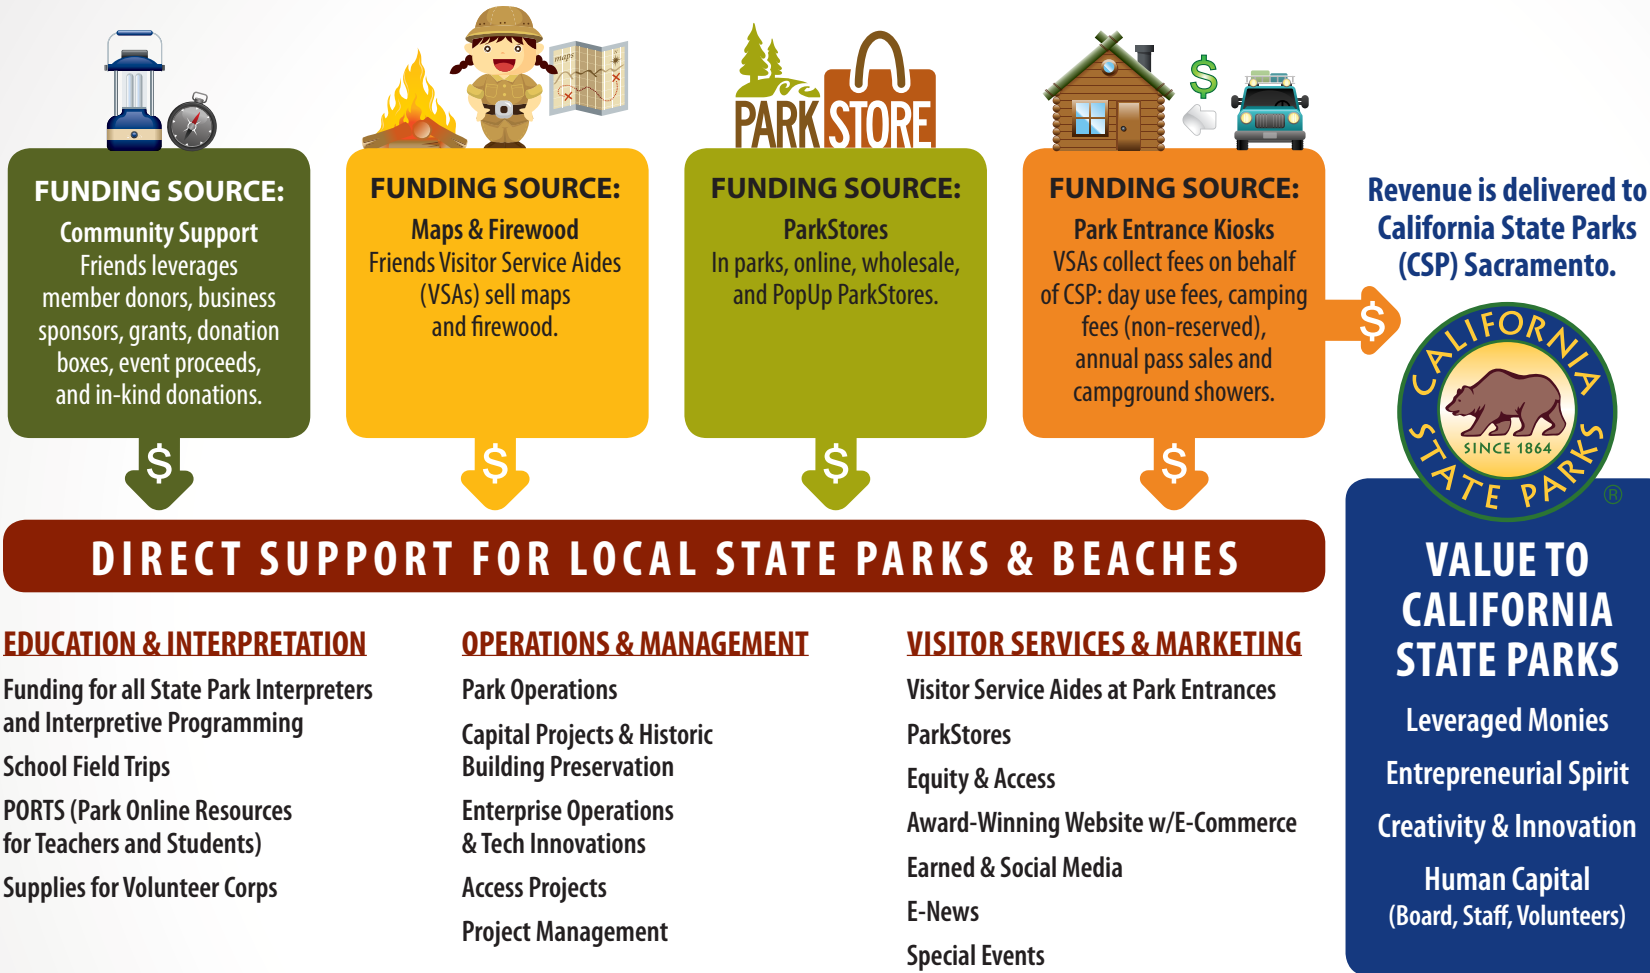 maps
PARK STORE
FUNDING SOURCE:
Community Support
Friends leverages
member donors, business
sponsors, grants, donation
boxes, event proceeds,
and in-kind donations.
$
FUNDING SOURCE:
Maps & Firewood
Friends Visitor Service Aides
(VSAs) sell maps
and firewood.
$
FUNDING SOURCE:
ParkStores
In parks, online, wholesale,
and PopUp ParkStores.
$
$
FUNDING SOURCE:
Park Entrance Kiosks
VSAs collect fees on behalf
of CSP: day use fees, camping
fees (non-reserved),
annual pass sales and
campground showers.
$
$
Revenue is delivered to
California State Parks
(CSP) Sacramento.
CALIFORNIA
STATE PARKS
SINCE 1864
®
DIRECT SUPPORT FOR LOCAL STATE PARKS & BEACHES
EDUCATION & INTERPRETATION
Funding for all State Park Interpreters
and Interpretive Programming
School Field Trips
PORTS (Park Online Resources
for Teachers and Students)
Supplies for Volunteer Corps
OPERATIONS & MANAGEMENT
Park Operations
Capital Projects & Historic
Building Preservation
Enterprise Operations
& Tech Innovations
Access Projects
Project Management
VISITOR SERVICES & MARKETING
Visitor Service Aides at Park Entrances
ParkStores
Equity & Access
Award-Winning Website w/E-Commerce
Earned & Social Media
E-News
Special Events
VALUE TO
CALIFORNIA
STATE PARKS
Leveraged Monies
Entrepreneurial Spirit
Creativity & Innovation
Human Capital
(Board, Staff, Volunteers)